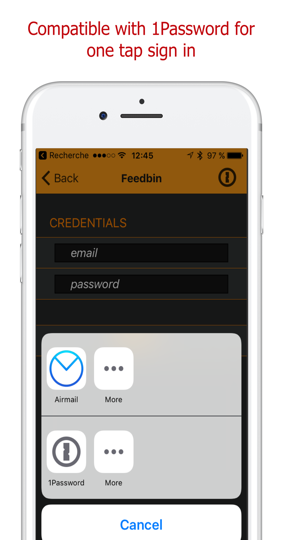 Compatible with 1Password for
one tap sign in
Recherche 12:45 97 %
Back Feedbin
CREDENTIALS
email
password
Airmail More
1Password More
Cancel